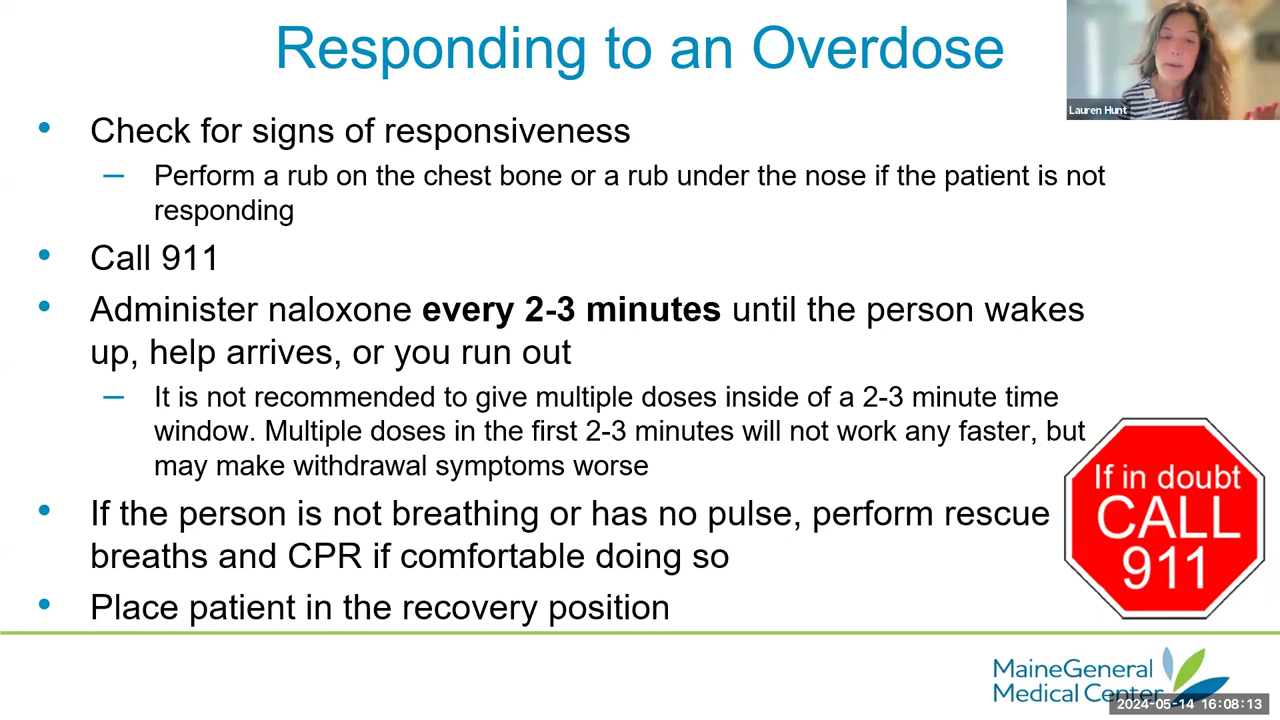 Responding to an Overdose
Lauren Hunt
• Check for signs of responsiveness
– Perform a rub on the chest bone or a rub under the nose if the patient is not
responding
• Call 911
• Administer naloxone every 2-3 minutes until the person wakes
up, help arrives, or you run out
– It is not recommended to give multiple doses inside of a 2-3 minute time
window. Multiple doses in the first 2-3 minutes will not work any faster, but
may make withdrawal symptoms worse
• If the person is not breathing or has no pulse, perform rescue
breaths and CPR if comfortable doing so
• Place patient in the recovery position
If in doubt
CALL
911
MaineGeneral
Medical Center
2024-05-14 16:08:13